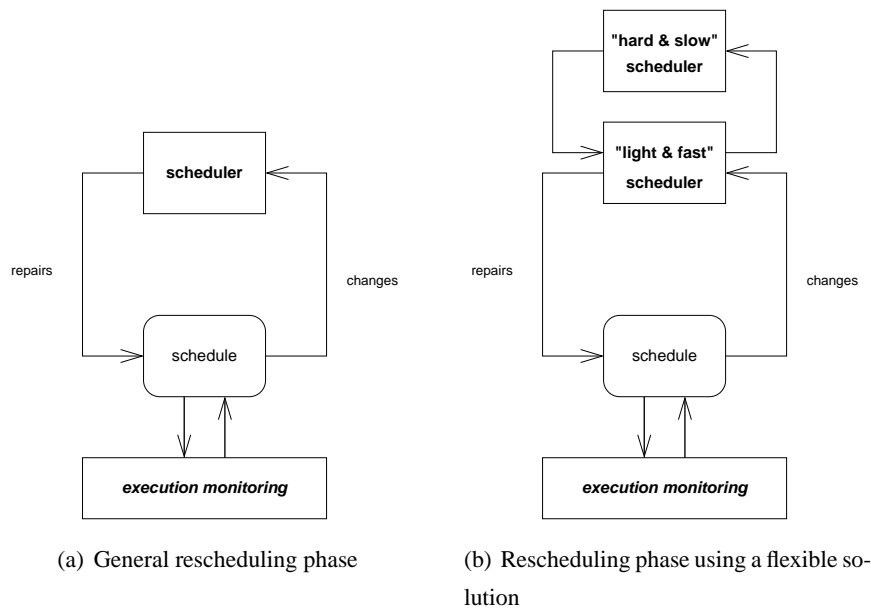 scheduler
repairs
changes
schedule
execution monitoring
(a) General rescheduling phase
"hard & slow"
scheduler
"light & fast"
scheduler
repairs
changes
schedule
execution monitoring
(b) Rescheduling phase using a flexible so-
lution